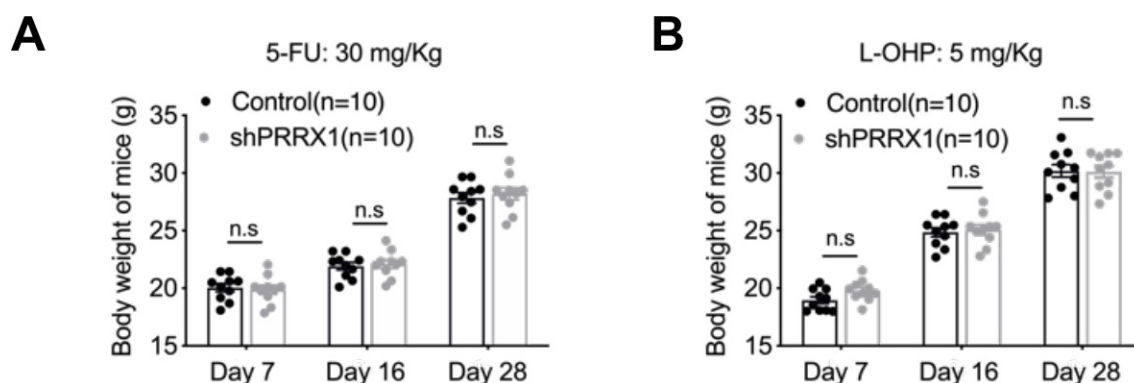 A
5-FU: 30 mg/Kg
Body weight of mice (g)
35
30
25
20
15
Control(n=10)
shPRRX1(n=10)
n.s
n.s
n.s
Day 7
Day 16
Day 28
B
L-OHP: 5 mg/Kg
Body weight of mice (g)
35
30
25
20
15
Control(n=10)
shPRRX1(n=10)
n.s
n.s
n.s
Day 7
Day 16
Day 28